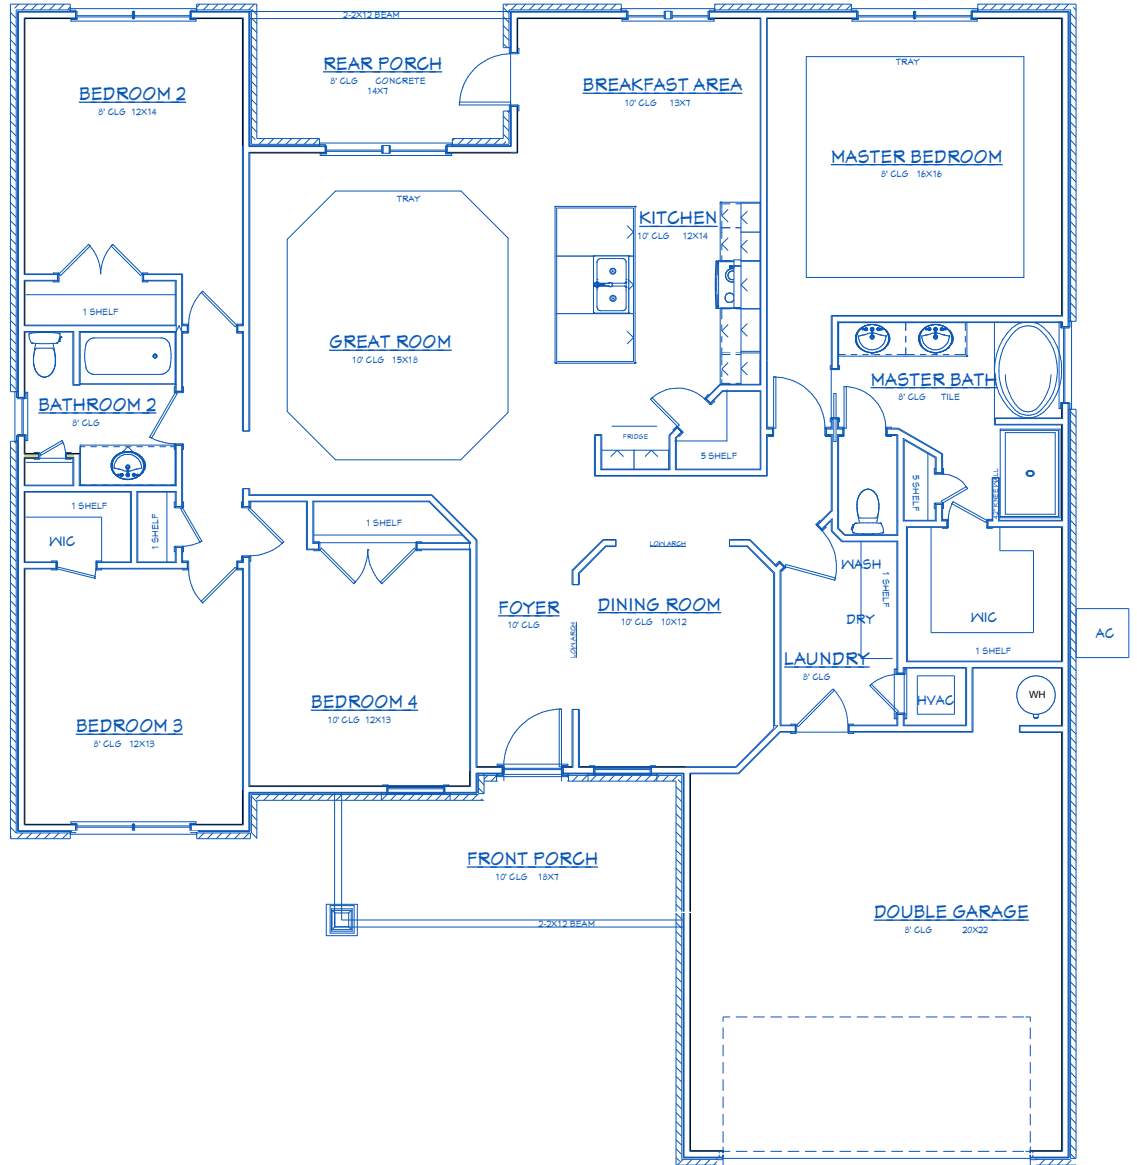 2-2X12 BEAM
REAR PORCH
8' CLG CONCRETE
14X7
BEDROOM 2
8' CLG 12X14
BREAKFAST AREA
10' CLG 13X7
TRAY
MASTER BEDROOM
8' CLG 16X16
TRAY
KITCHEN
10' CLG 12X14
1 SHELF
GREAT ROOM
10' CLG 15X18
MASTER BATH
8' CLG TILE
BATHROOM 2
8' CLG
FRIDGE
5 SHELF
5 SHELF
42" KNEEWALL
1 SHELF
1 SHELF
WIC
1 SHELF
LOW ARCH
WASH
1 SHELF
DRY
FOYER
10' CLG
LOW ARCH
DINING ROOM
10' CLG 10X12
WIC
1 SHELF
AC
LAUNDRY
8' CLG
HVAC
WH
BEDROOM 4
10' CLG 12X13
BEDROOM 3
8' CLG 12X13
FRONT PORCH
10' CLG 18X7
2-2X12 BEAM
DOUBLE GARAGE
8' CLG 20X22